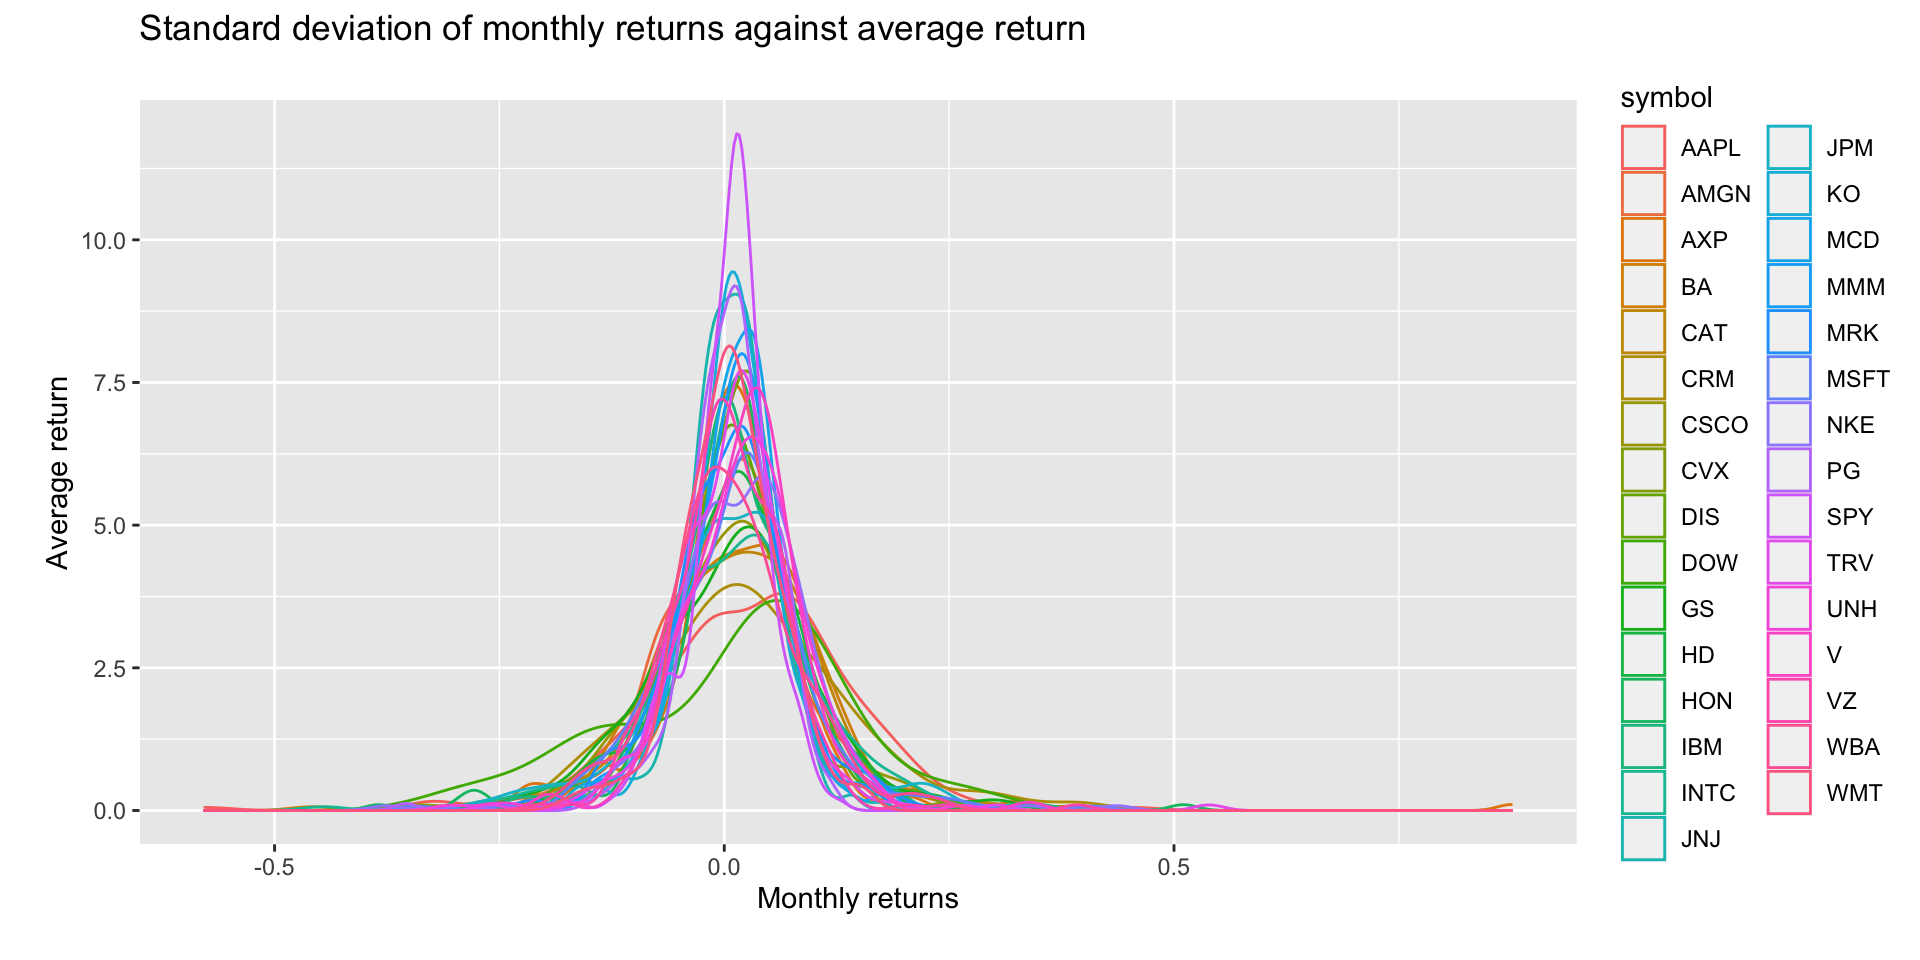 Standard deviation of monthly returns against average return
Average return
10.0
7.5
5.0
2.5
0.0
-0.5
0.0
0.5
Monthly returns
symbol
AAPL
AMGN
AXP
BA
CAT
CRM
CSCO
CVX
DIS
DOW
GS
HD
HON
IBM
INTC
JNJ
JPM
KO
MCD
MMM
MRK
MSFT
NKE
PG
SPY
TRV
UNH
V
VZ
WBA
WMT